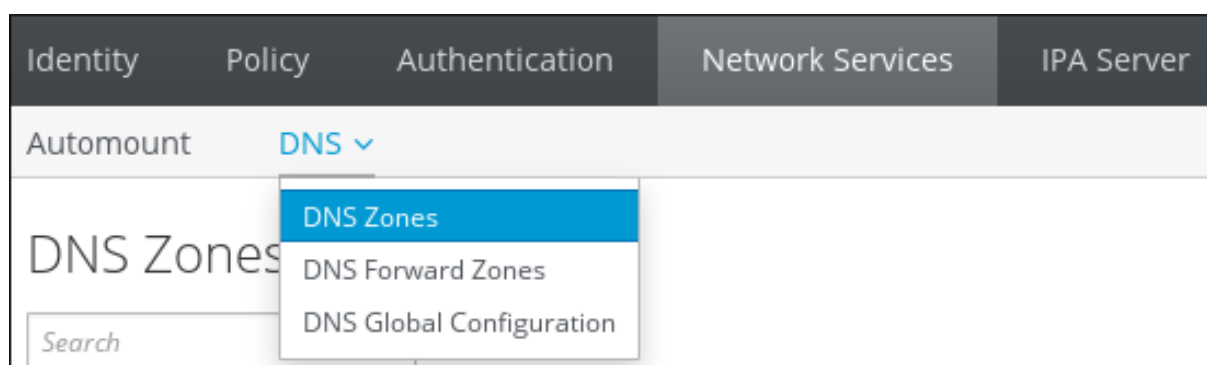 Identity Policy Authentication Network Services IPA Server
Automount DNS
DNS Zones
DNS Zones
DNS Forward Zones
DNS Global Configuration
Search